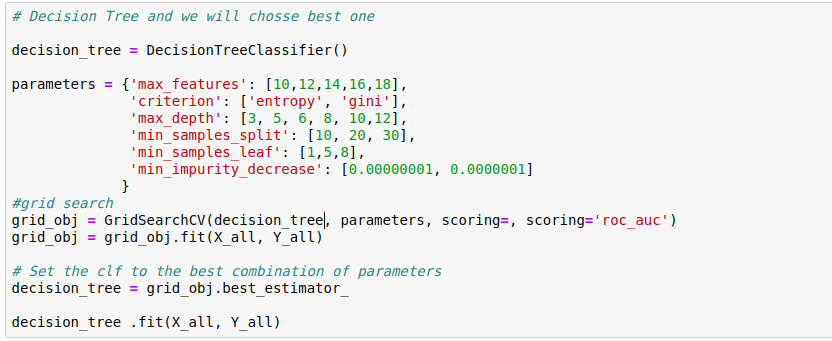 # Decision Tree and we will chosse best one
decision_tree = DecisionTreeClassifier()
parameters = {'max_features': [10,12,14,16,18],
'criterion': ['entropy', 'gini'],
'max_depth': [3, 5, 6, 8, 10,12],
'min_samples_split': [10, 20, 30],
'min_samples_leaf': [1,5,8],
'min_impurity_decrease': [0.00000001, 0.0000001]
}
#grid search
grid_obj = GridSearchCV(decision_tree, parameters, scoring=, scoring='roc_auc')
grid_obj = grid_obj.fit(X_all, Y_all)
# Set the clf to the best combination of parameters
decision_tree = grid_obj.best_estimator_
decision_tree .fit(X_all, Y_all)